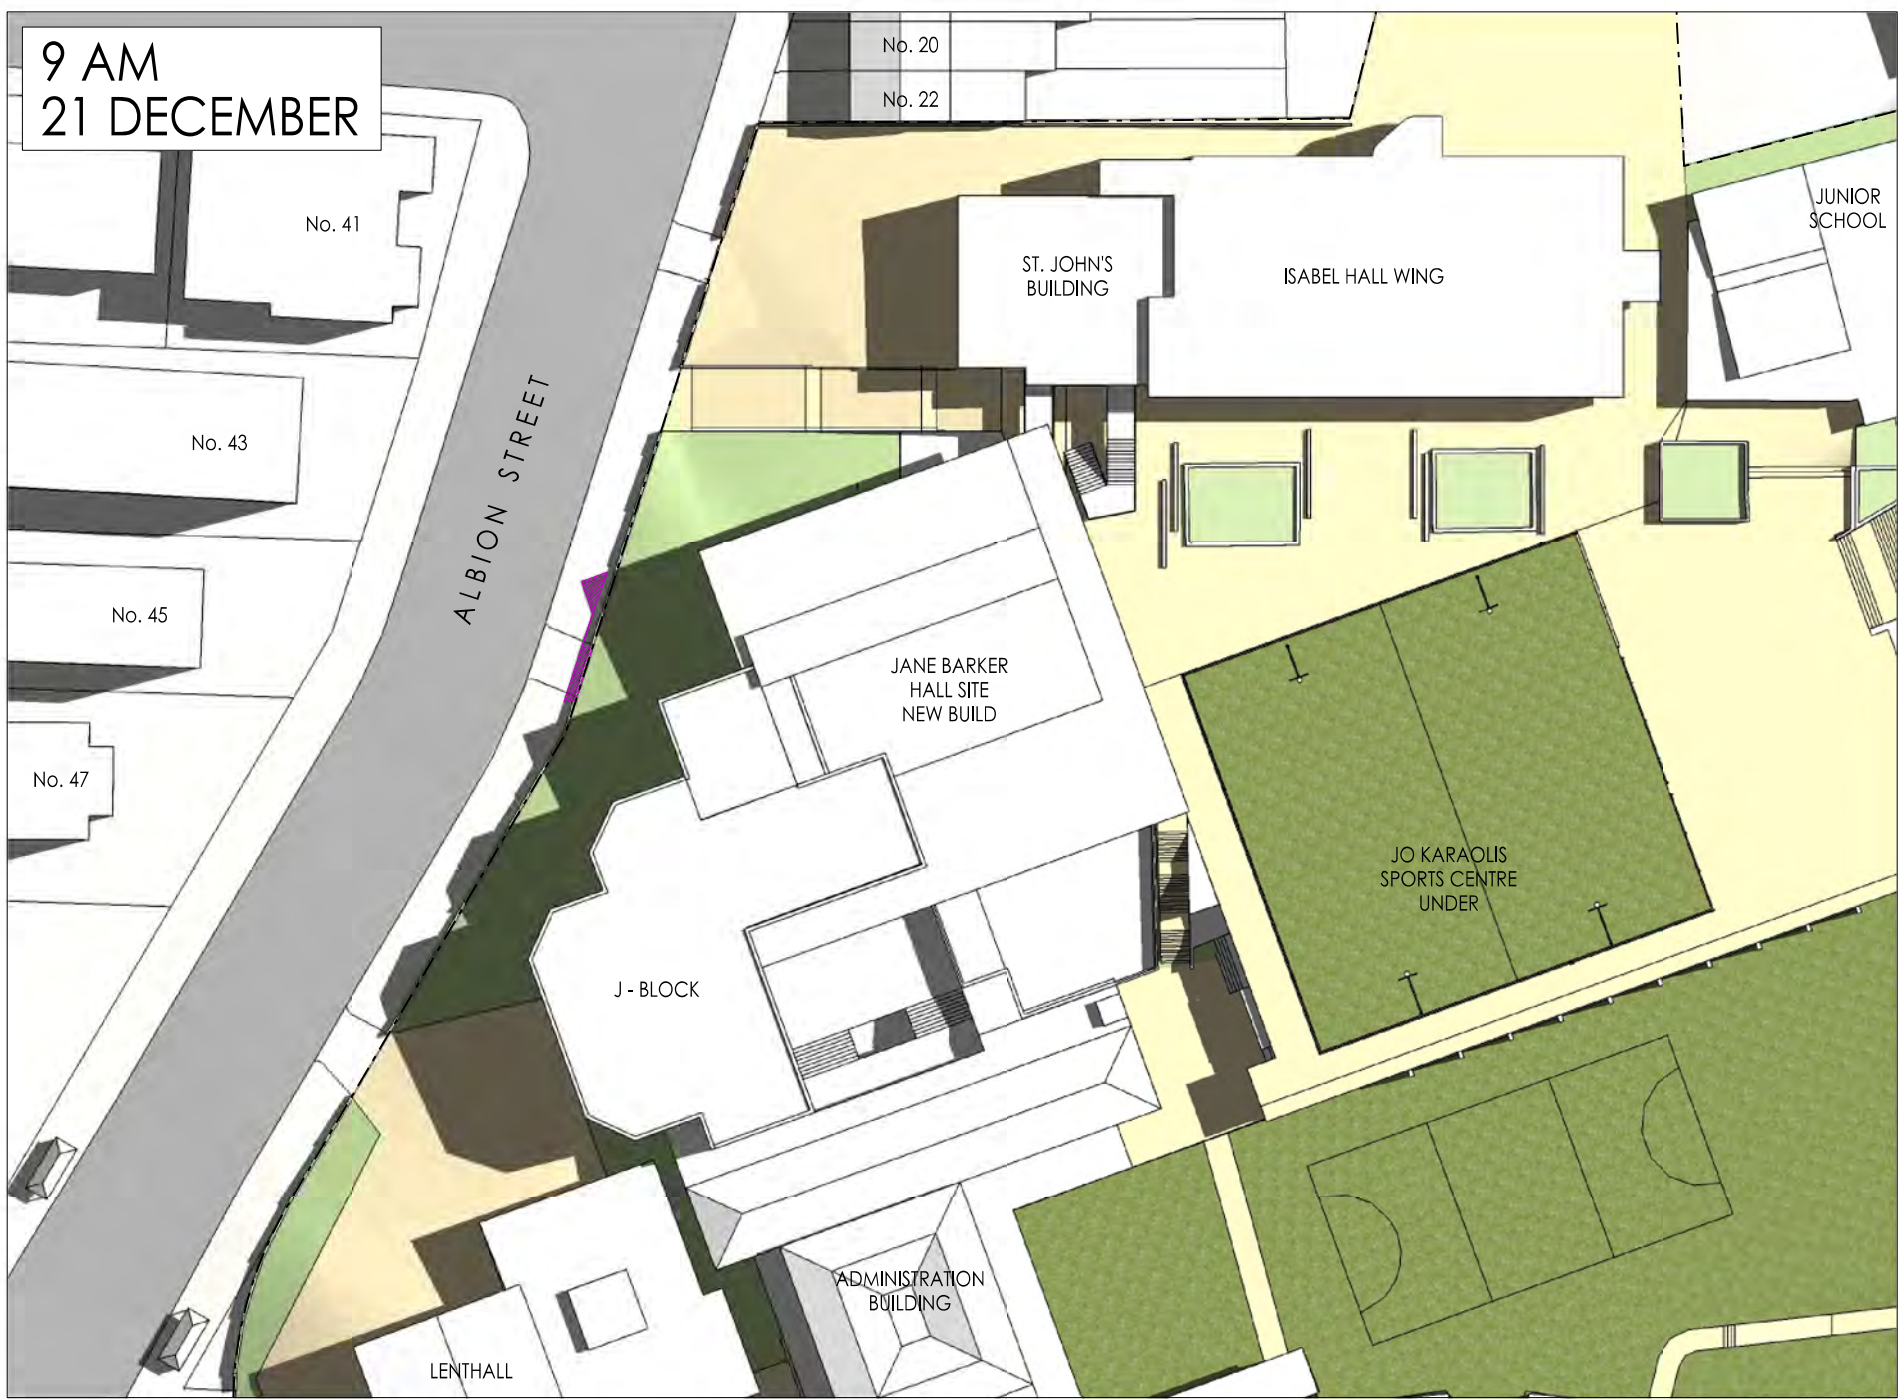 9 AM
21 DECEMBER
No. 20
No. 22
No. 41
JUNIOR
SCHOOL
ST. JOHN'S
BUILDING
ISABEL HALL WING
No. 43
ALBION STREET
No. 45
JANE BARKER
HALL SITE
NEW BUILD
No. 47
JO KARAOLIS
SPORTS CENTRE
UNDER
J - BLOCK
ADMINISTRATION
BUILDING
LENTHALL